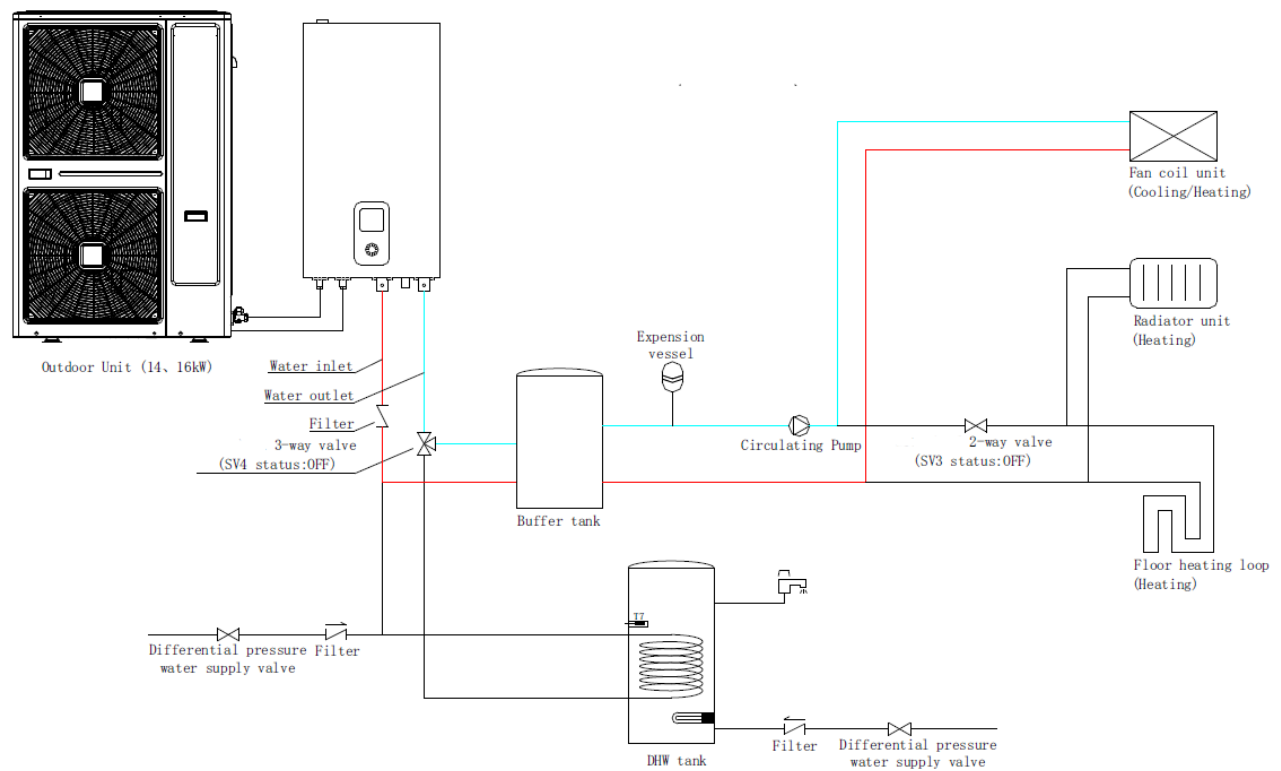 Fan coil unit
(Cooling/Heating)
Radiator unit
(Heating)
Expension
vessel
Outdoor Unit (14、16kW)
Water inlet
Water outlet
Filter
3-way valve
(SV4 status:OFF)
Circulating Pump
2-way valve
(SV3 status:OFF)
Buffer tank
Floor heating loop
(Heating)
T7
Differential pressure
water supply valve
Filter
Filter
Differential pressure
water supply valve
DHW tank